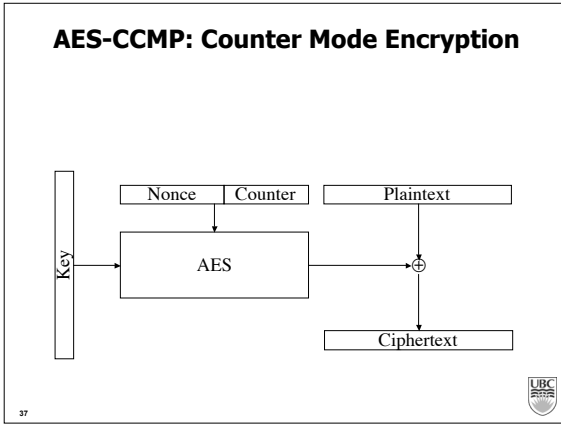 AES-CCMP: Counter Mode Encryption
Nonce Counter Plaintext
Key
AES
Ciphertext
37
UBC